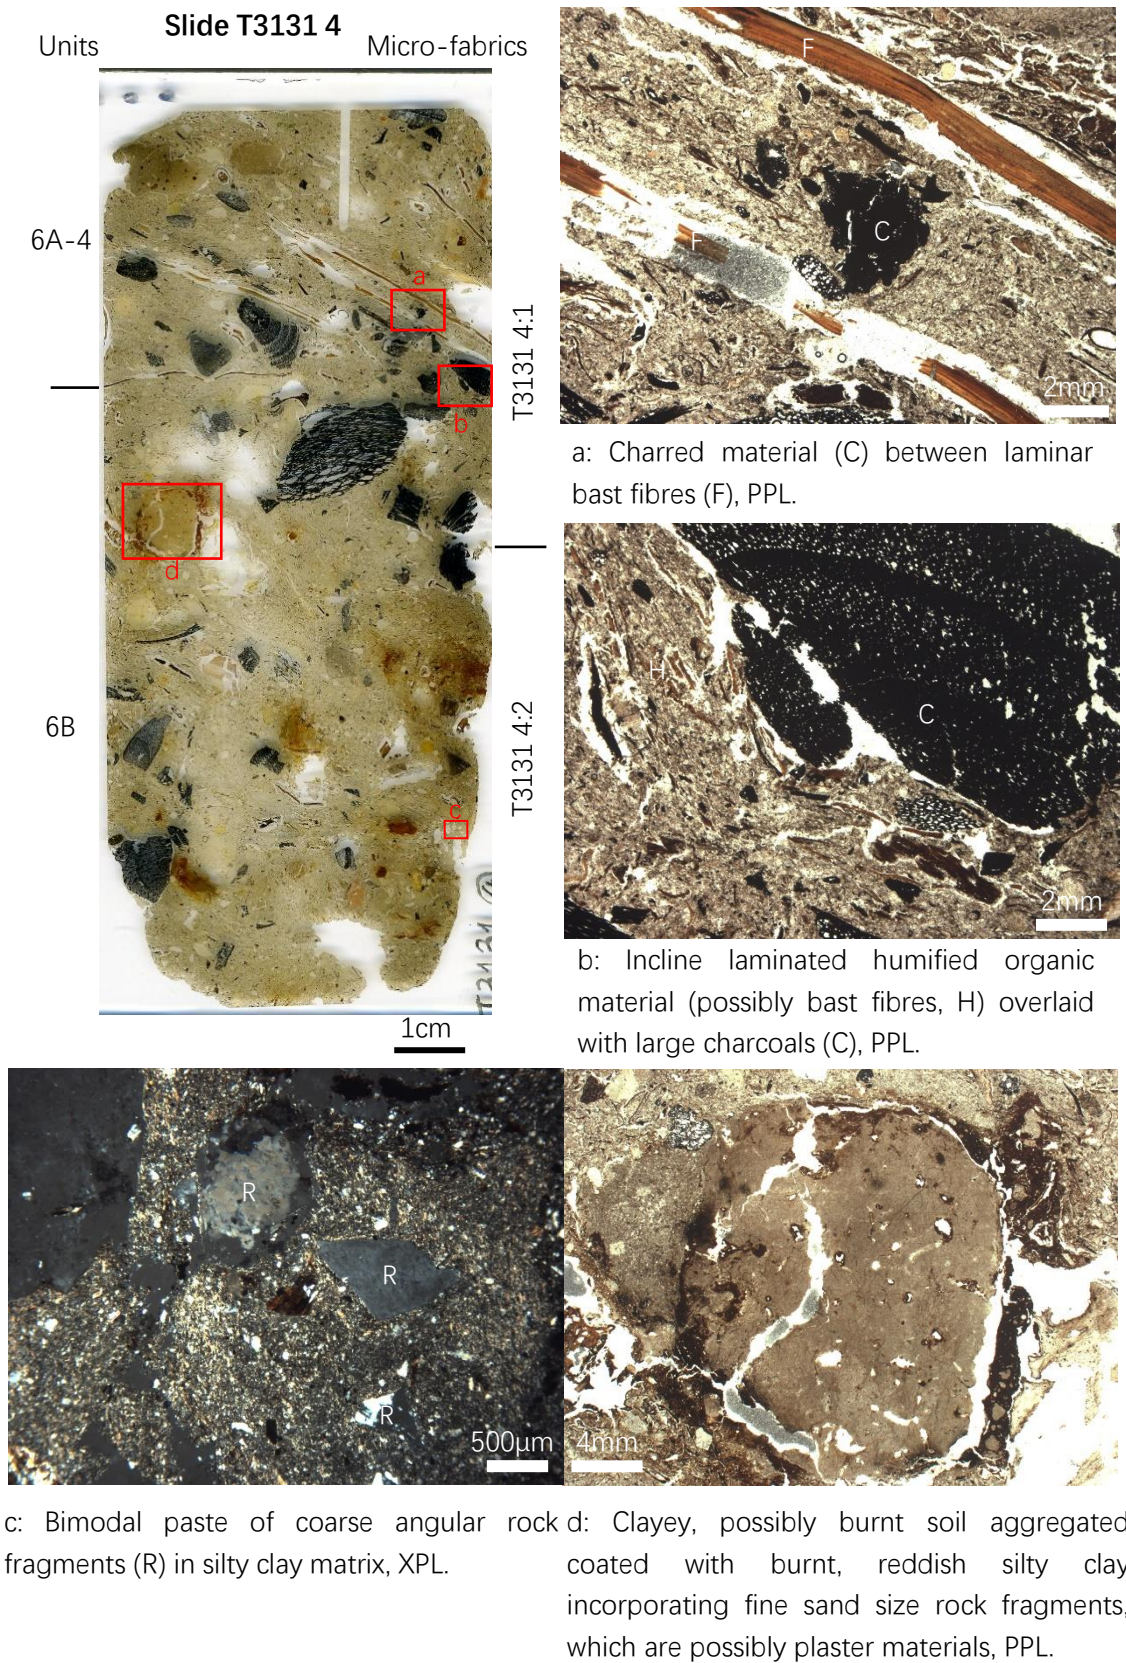 Slide T3131 4
Units
Micro-fabrics
6A-4
a
T3131 4:1
b
d
6B
T3131 4:2
c
1cm
F
C
F
2mm
a: Charred material (C) between laminar
bast fibres (F), PPL.
H
C
2mm
b: Incline laminated humified organic
material (possibly bast fibres, H) overlaid
with large charcoals (C), PPL.
R
R
R
500μm
4mm
c: Bimodal paste of coarse angular rock
fragments (R) in silty clay matrix, XPL.
d: Clayey, possibly burnt soil aggregated
coated with burnt, reddish silty clay
incorporating fine sand size rock fragments,
which are possibly plaster materials, PPL.